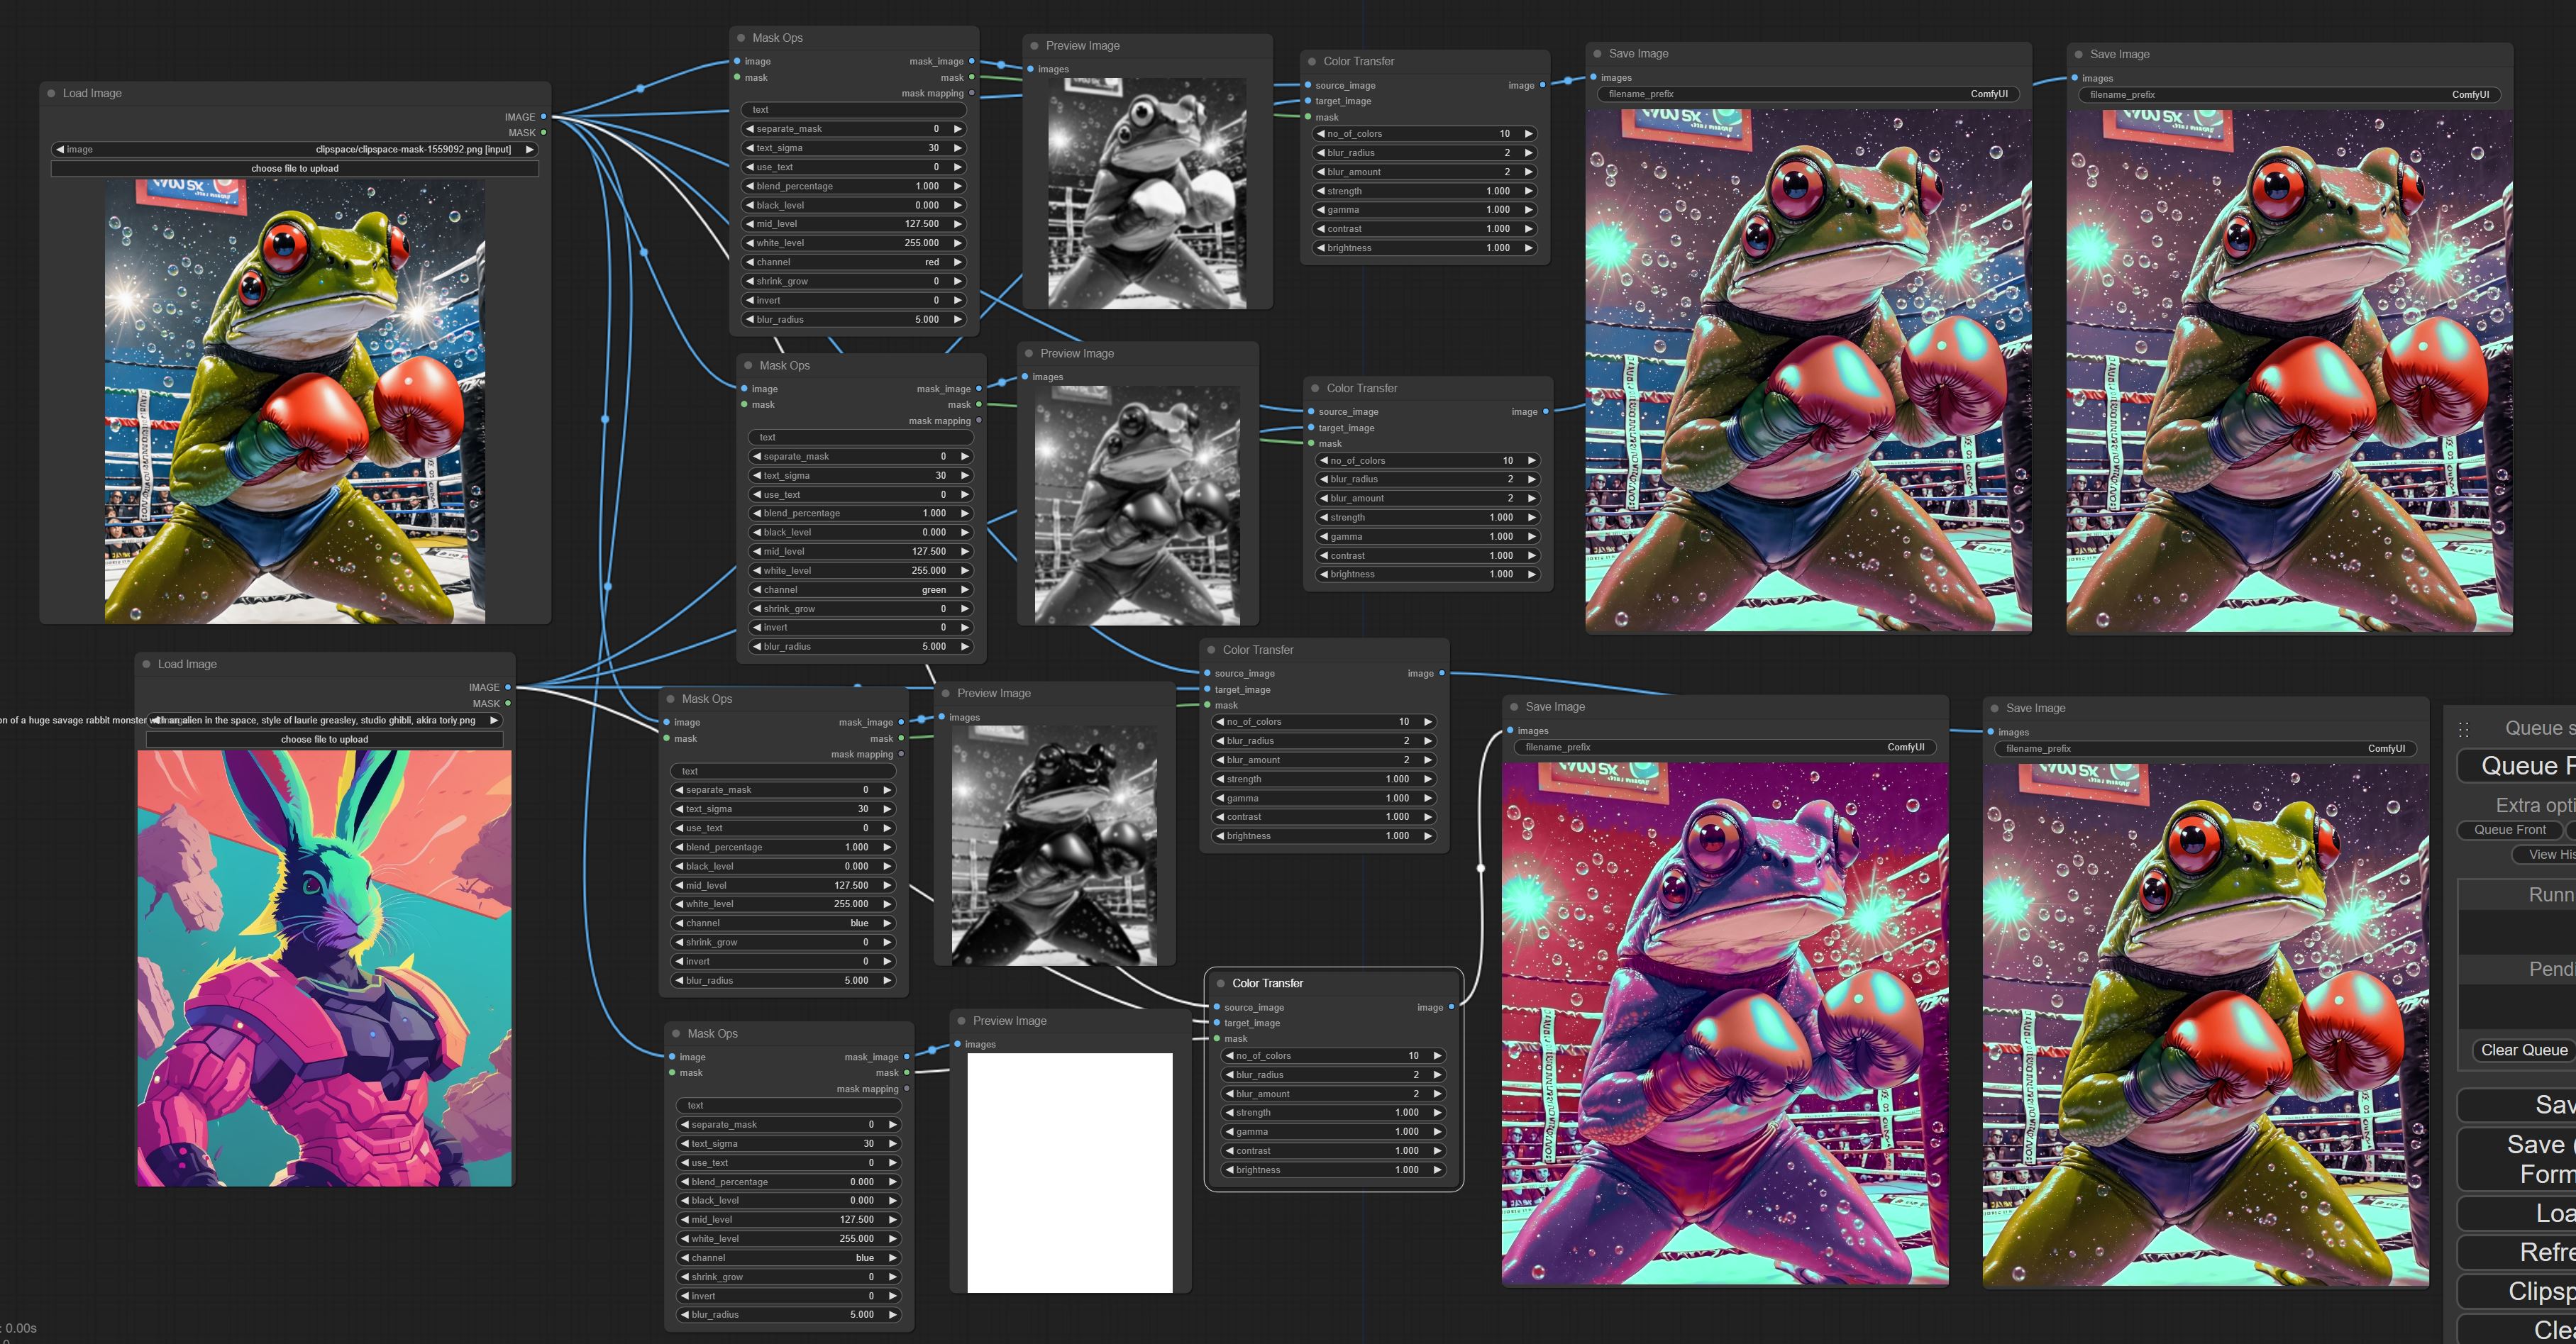 Load Image
IMAGE
MASK
image clipspace/clipspace-mask-1559092.png [input]
choose file to upload
Mask Ops
image mask_image
mask mask
mask mapping
text
separate_mask 0
text_sigma 30
use_text 0
blend_percentage 1.000
black_level 0.000
mid_level 127.500
white_level 255.000
channel red
shrink_grow 0
invert 0
blur_radius 5.000
Preview Image
images
Color Transfer
source_image image
target_image
mask
no_of_colors 10
blur_radius 2
blur_amount 2
strength 1.000
gamma 1.000
contrast 1.000
brightness 1.000
Save Image
images
filename_prefix ComfyUI
Save Image
images
filename_prefix ComfyUI
Mask Ops
image mask_image
mask mask
mask mapping
text
separate_mask 0
text_sigma 30
use_text 0
blend_percentage 1.000
black_level 0.000
mid_level 127.500
white_level 255.000
channel green
shrink_grow 0
invert 0
blur_radius 5.000
Preview Image
images
Color Transfer
source_image image
target_image
mask
no_of_colors 10
blur_radius 2
blur_amount 2
strength 1.000
gamma 1.000
contrast 1.000
brightness 1.000
Load Image
IMAGE
MASK
on of a huge savage rabbit monster with an alien in the space, style of laurie greasley, studio ghibli, akira toriy.png
choose file to upload
Mask Ops
image mask_image
mask mask
mask mapping
text
separate_mask 0
text_sigma 30
use_text 0
blend_percentage 1.000
black_level 0.000
mid_level 127.500
white_level 255.000
channel blue
shrink_grow 0
invert 0
blur_radius 5.000
Preview Image
images
Color Transfer
source_image image
target_image
mask
no_of_colors 10
blur_radius 2
blur_amount 2
strength 1.000
gamma 1.000
contrast 1.000
brightness 1.000
Save Image
images
filename_prefix ComfyUI
Save Image
images
filename_prefix ComfyUI
Mask Ops
image mask_image
mask mask
mask mapping
text
separate_mask 0
text_sigma 30
use_text 0
blend_percentage 0.000
black_level 0.000
mid_level 127.500
white_level 255.000
channel blue
shrink_grow 0
invert 0
blur_radius 5.000
Preview Image
images
Color Transfer
source_image image
target_image
mask
no_of_colors 10
blur_radius 2
blur_amount 2
strength 1.000
gamma 1.000
contrast 1.000
brightness 1.000
Queue s
Queue F
Extra opti
Queue Front
View His
Runn
Pendi
Clear Queue
Sav
Save (
Form
Loa
Refre
Clipsp
Clea
: 0.00s